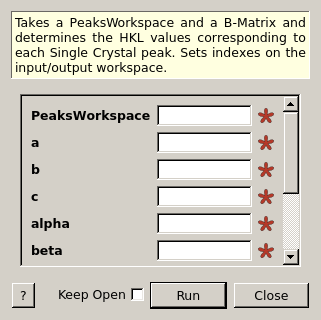 Takes a PeaksWorkspace and a B-Matrix and
determines the HKL values corresponding to
each Single Crystal peak. Sets indexes on the
input/output workspace.
PeaksWorkspace
a
b
c
alpha
beta
? Keep Open Run Close